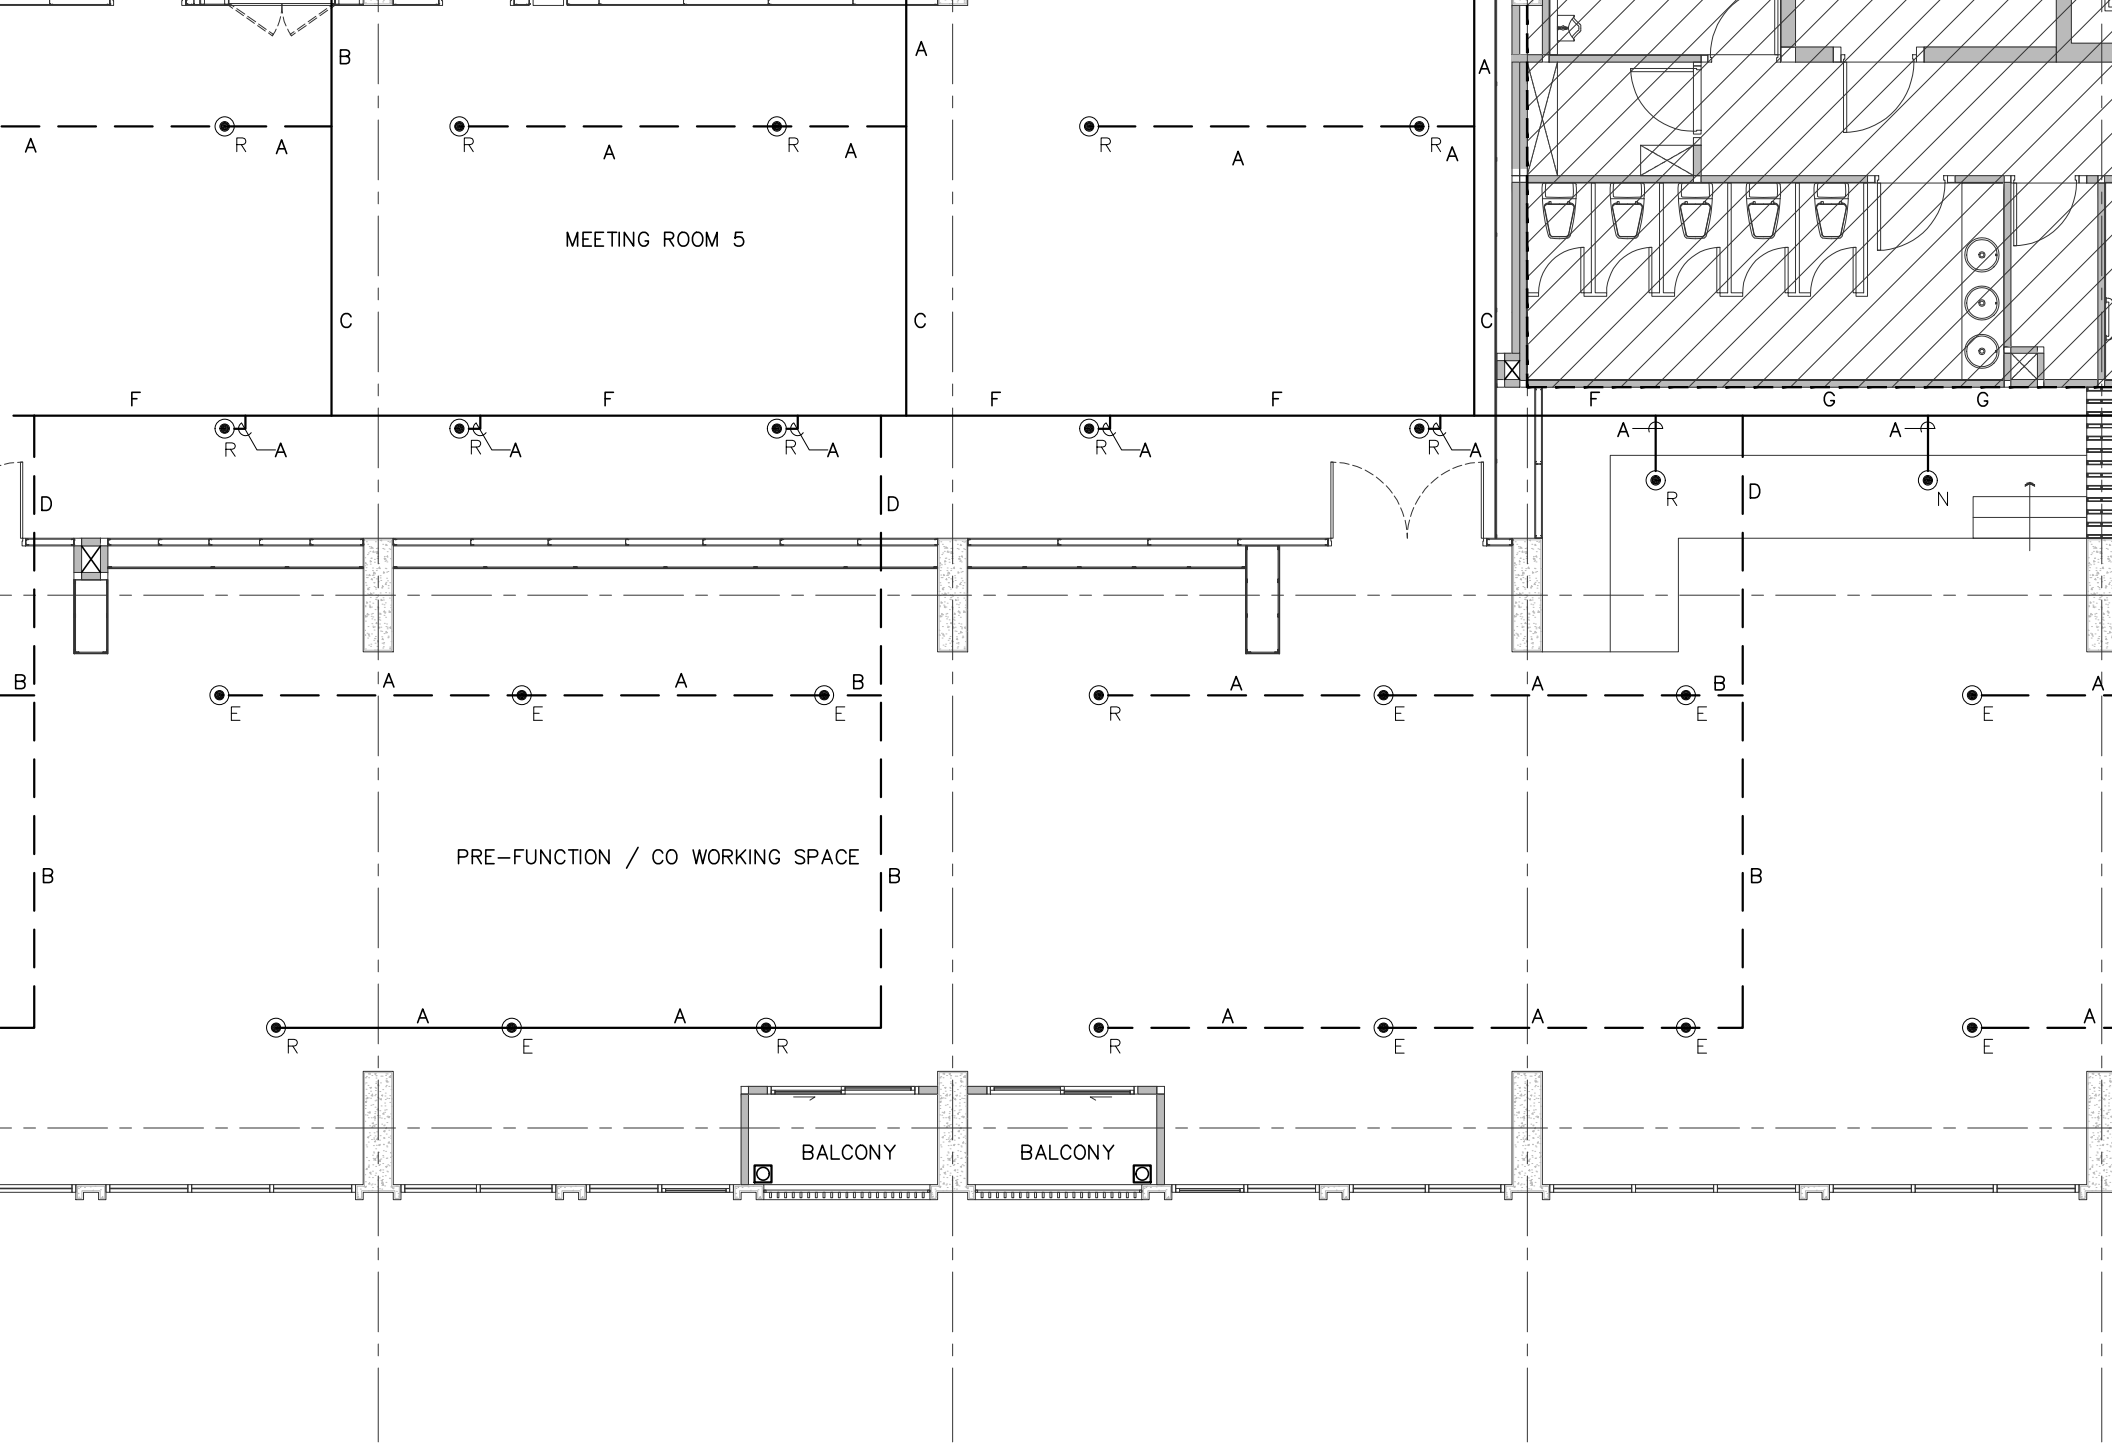 B
A
A
A R A
R A R A
R A R A
MEETING ROOM 5
C C C
F F F F F G G
A A
R A R A R A R A R A
D D D
R N
B A A B A A B A
E E E R E E E
PRE-FUNCTION / CO WORKING SPACE
B B B
A A A A A
R E R R E E E
BALCONY BALCONY